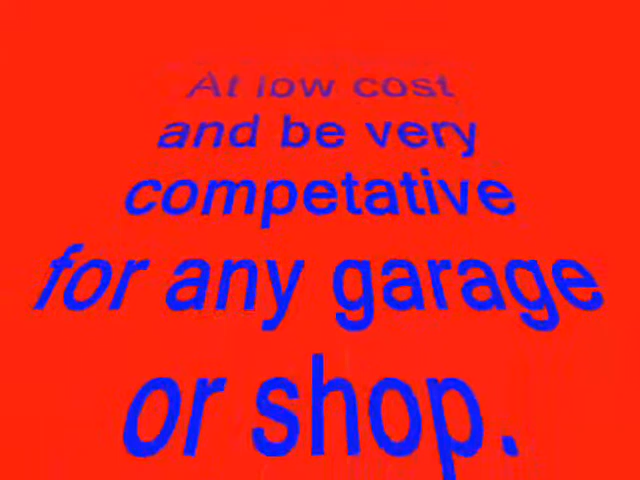 At low cost
and be very
competative
for any garage
or shop.